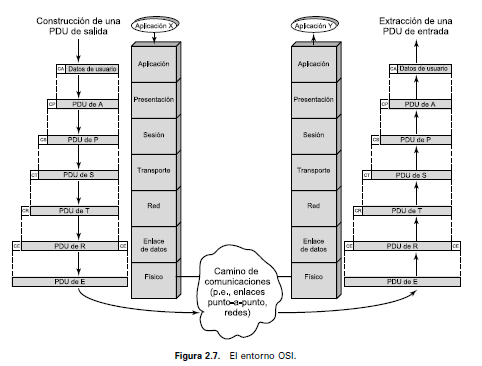 Construcción de una
PDU de salida
Aplicación X
Aplicación Y
Extracción de una
PDU de entrada
CA Datos de usuario
CP PDU de A
CS PDU de P
CT PDU de S
CR PDU de T
CE PDU de R CE
PDU de E
Aplicación
Presentación
Sesión
Transporte
Red
Enlace
de datos
Físico
Camino de
comunicaciones
(p.e., enlaces
punto-a-punto,
redes)
Aplicación
Presentación
Sesión
Transporte
Red
Enlace
de datos
Físico
CA Datos de usuario
CP PDU de A
CS PDU de P
CT PDU de S
CR PDU de T
CE PDU de R CE
PDU de E
Figura 2.7. El entorno OSI.